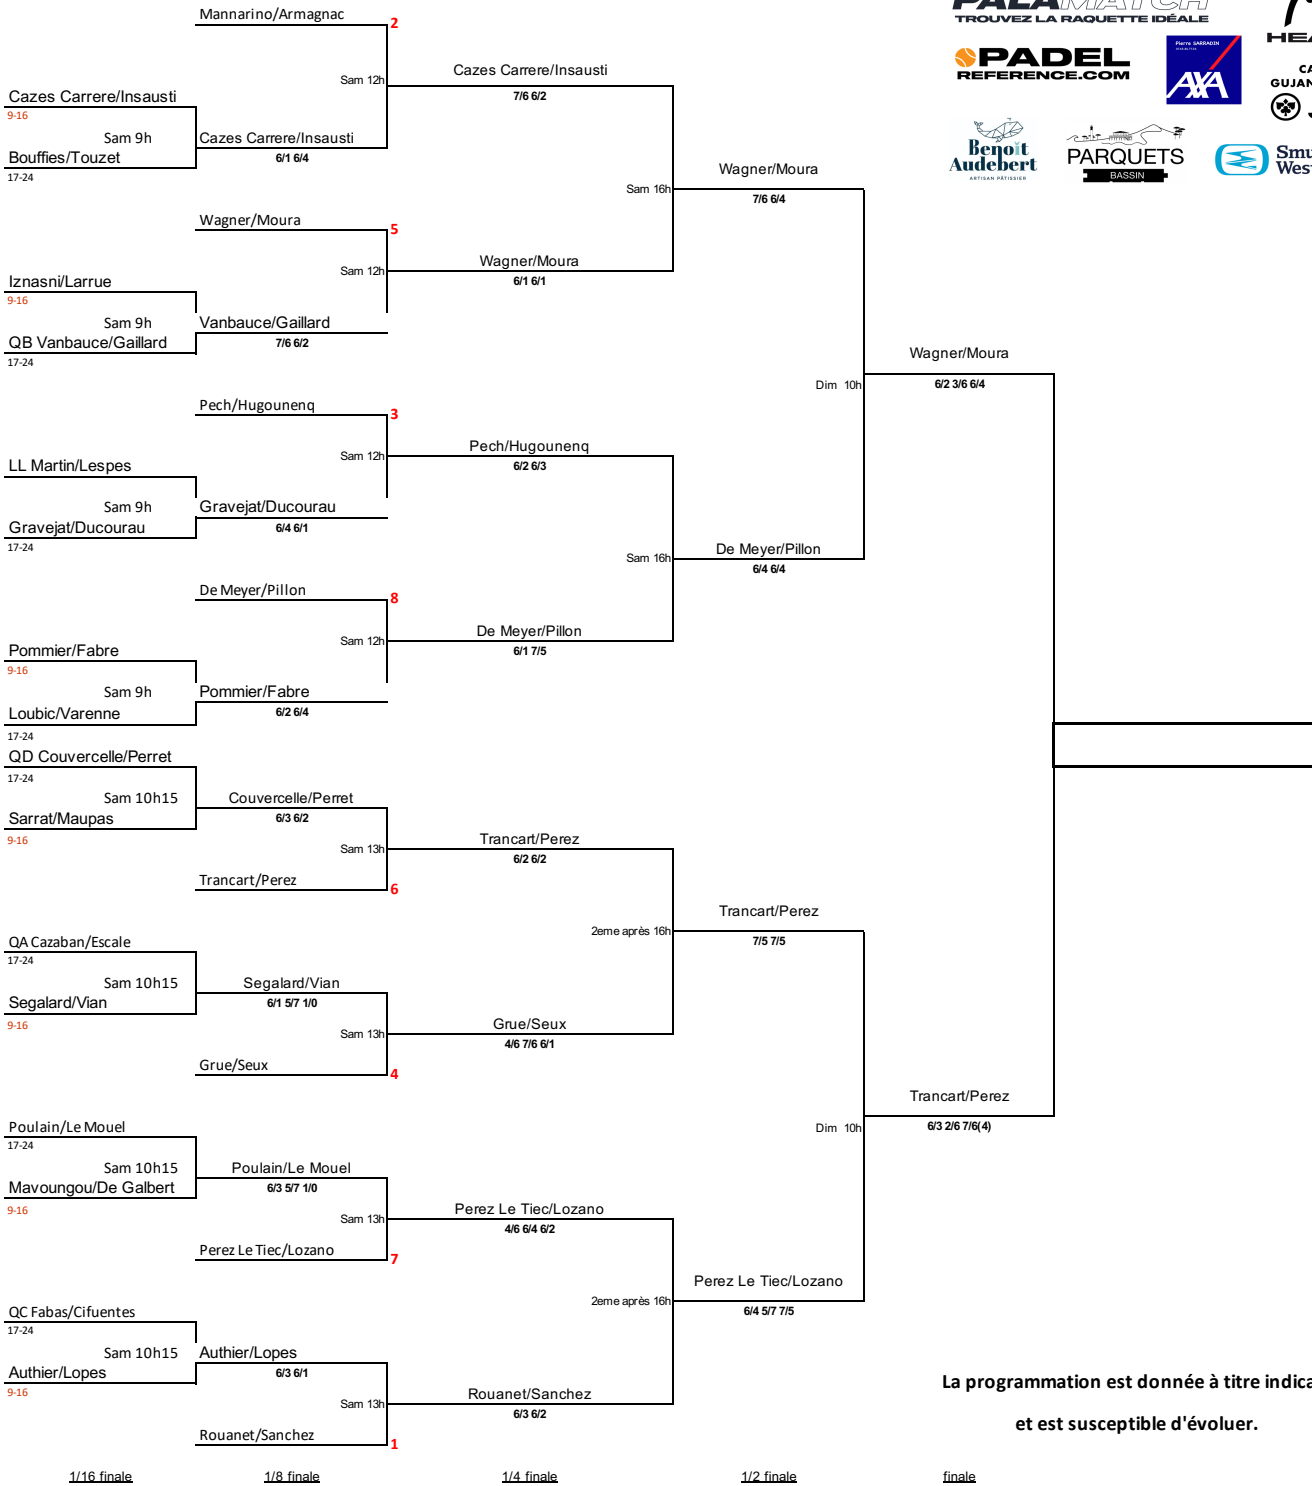 PALAMATCH
TROUVEZ LA RAQUETTE IDÉALE
PADEL
REFERENCE.COM
Pierre SARRADIN
AXA
Benoît
Audebert
ARTISAN PÂTISSIER
PARQUETS
BASSIN
Mannarino/Armagnac
2
Sam 12h
Cazes Carrere/Insausti
7/6 6/2
Cazes Carrere/Insausti
9-16
Sam 9h
Cazes Carrere/Insausti
6/1 6/4
Bouffies/Touzet
17-24
Sam 16h
Wagner/Moura
7/6 6/4
Wagner/Moura
5
Sam 12h
Wagner/Moura
6/1 6/1
Iznasni/Larrue
9-16
Sam 9h
Vanbauce/Gaillard
7/6 6/2
QB Vanbauce/Gaillard
17-24
Wagner/Moura
Dim 10h
6/2 3/6 6/4
Pech/Hugounenq
3
Sam 12h
Pech/Hugounenq
6/2 6/3
LL Martin/Lespes
Sam 9h
Gravejat/Ducourau
6/4 6/1
Gravejat/Ducourau
17-24
Sam 16h
De Meyer/Pillon
6/4 6/4
De Meyer/Pillon
8
Sam 12h
De Meyer/Pillon
6/1 7/5
Pommier/Fabre
9-16
Sam 9h
Pommier/Fabre
6/2 6/4
Loubic/Varenne
17-24
QD Couvercelle/Perret
17-24
Sam 10h15
Couvercelle/Perret
6/3 6/2
Sarrat/Maupas
9-16
Sam 13h
Trancart/Perez
6/2 6/2
Trancart/Perez
6
2eme après 16h
Trancart/Perez
7/5 7/5
QA Cazaban/Escale
17-24
Sam 10h15
Segalard/Vian
6/1 5/7 1/0
Segalard/Vian
9-16
Sam 13h
Grue/Seux
4/6 7/6 6/1
Grue/Seux
4
Trancart/Perez
Dim 10h
6/3 2/6 7/6(4)
Poulain/Le Mouel
17-24
Sam 10h15
Poulain/Le Mouel
6/3 5/7 1/0
Mavoungou/De Galbert
9-16
Sam 13h
Perez Le Tiec/Lozano
4/6 6/4 6/2
Perez Le Tiec/Lozano
7
2eme après 16h
Perez Le Tiec/Lozano
6/4 5/7 7/5
QC Fabas/Cifuentes
17-24
Sam 10h15
Authier/Lopes
6/3 6/1
Authier/Lopes
9-16
Sam 13h
Rouanet/Sanchez
6/3 6/2
Rouanet/Sanchez
1
La programmation est donnée à titre indica
et est susceptible d'évoluer.
1/16 finale
1/8 finale
1/4 finale
1/2 finale
finale